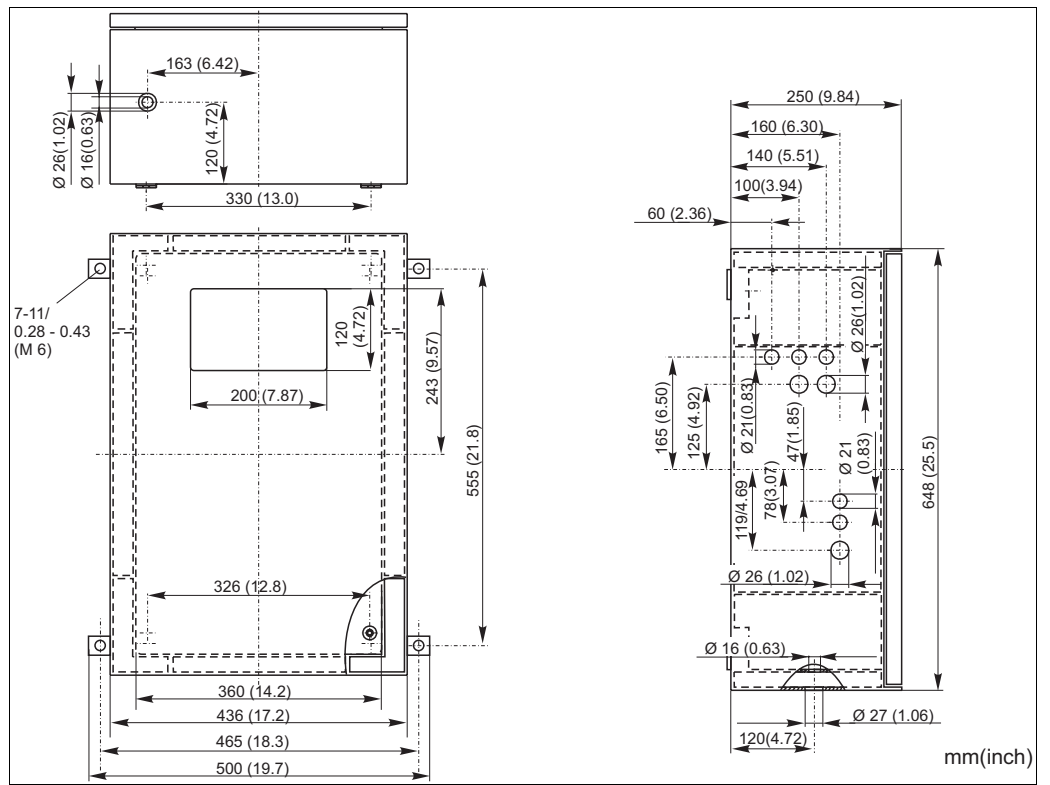 163 (6.42)
Ø 26(1.02)
Ø 16(0.63)
120 (4.72)
330 (13.0)
7-11/
0.28 - 0.43
(M 6)
120
(4.72)
200 (7.87)
243 (9.57)
555 (21.8)
326 (12.8)
360 (14.2)
436 (17.2)
465 (18.3)
500 (19.7)
250 (9.84)
160 (6.30)
140 (5.51)
100(3.94)
60 (2.36)
Ø 26(1.02)
165 (6.50)
125 (4.92)
Ø 21(0.83)
47(1.85)
Ø 21
(0.83)
648 (25.5)
119/4.69
78(3.07)
Ø 26 (1.02)
Ø 16 (0.63)
Ø 27 (1.06)
120(4.72)
mm(inch)